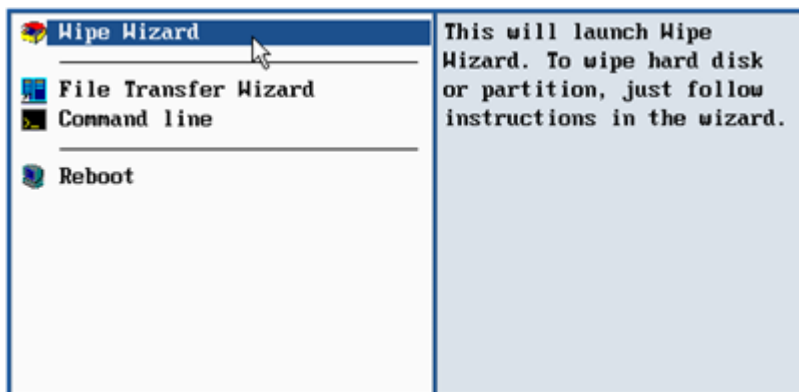 Wipe Wizard
File Transfer Wizard
Command line
Reboot
This will launch Wipe
Wizard. To wipe hard disk
or partition, just follow
instructions in the wizard.